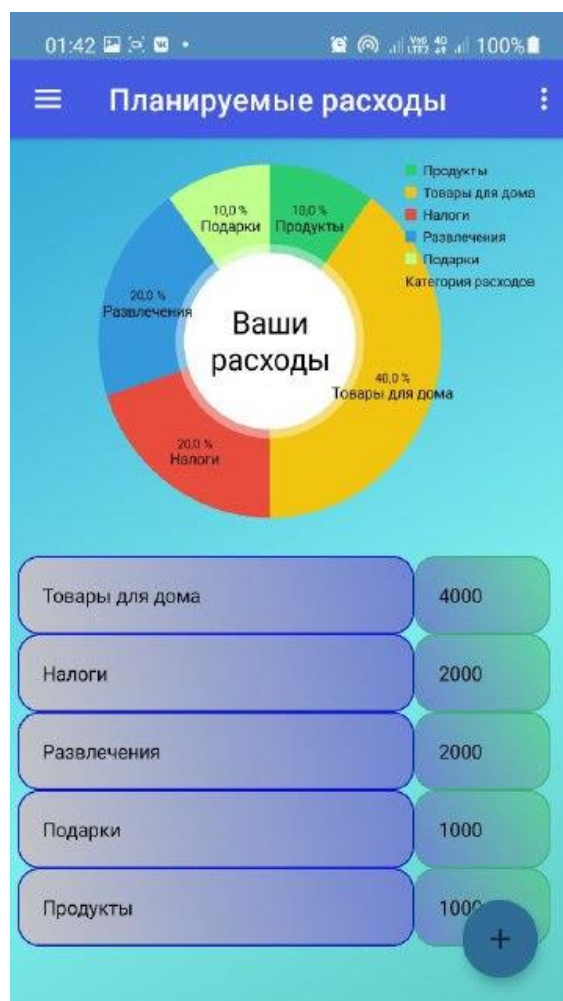 01:42 100%
Планируемые расходы
Продукты
Товары для дома
Налоги
Развлечения
Подарки
Категория расходов
10,0 %
Подарки
10,0 %
Продукты
20,0 %
Развлечения
Ваши
расходы
40,0 %
Товары для дома
20,0 %
Налоги
Товары для дома 4000
Налоги 2000
Развлечения 2000
Подарки 1000
Продукты 1000
+